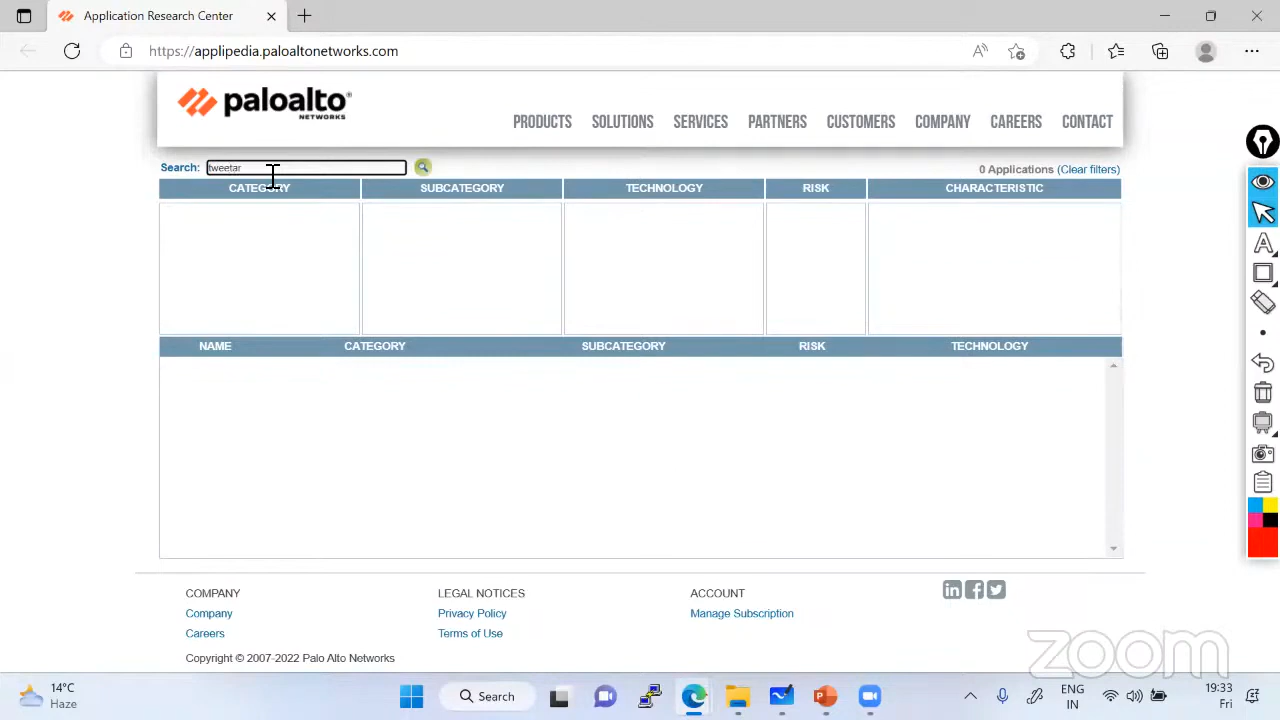 Application Research Center
https://applipedia.paloaltonetworks.com
paloalto®
NETWORKS
PRODUCTS SOLUTIONS SERVICES PARTNERS CUSTOMERS COMPANY CAREERS CONTACT
Search: tweetar
0 Applications (Clear filters)
CATEGORY SUBCATEGORY TECHNOLOGY RISK CHARACTERISTIC
NAME CATEGORY SUBCATEGORY RISK TECHNOLOGY
COMPANY LEGAL NOTICES ACCOUNT
Company Privacy Policy Manage Subscription
Careers Terms of Use
Copyright © 2007-2022 Palo Alto Networks
zoom
14°C
Haze
Search
ENG
IN
19:33
Fri